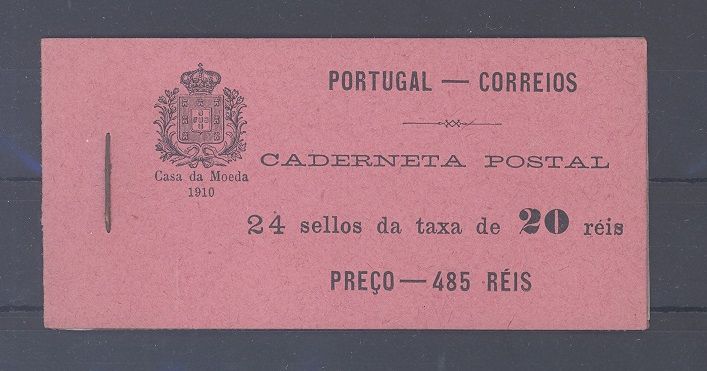 PORTUGAL — CORREIOS
CADERNETA POSTAL
Casa da Moeda
1910
24 sellos da taxa de 20 réis
PREÇO — 485 RÉIS